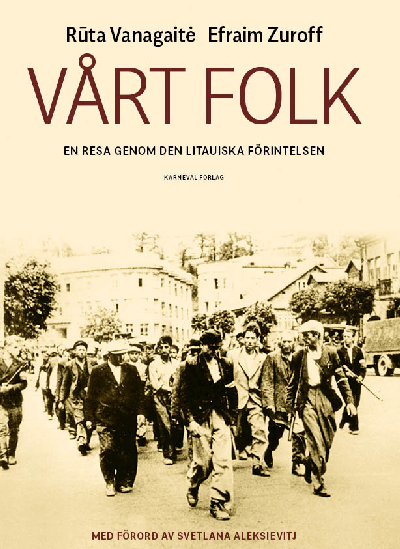 Rūta Vanagaitė Efraim Zuroff
VÅRT FOLK
EN RESA GENOM DEN LITAUISKA FÖRINTELSEN
KARNEVAL FÖRLAG
MED FÖRORD AV SVETLANA ALEKSIEVITJ